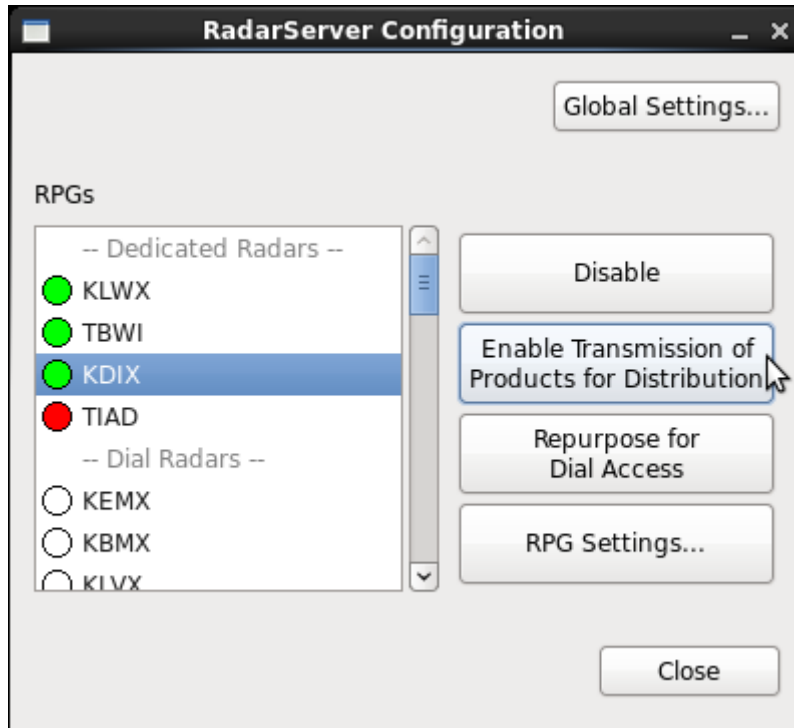 RadarServer Configuration
Global Settings...
RPGs
-- Dedicated Radars --
KLWX
TBWI
KDIX
TIAD
-- Dial Radars --
KEMX
KBMX
KLVX
Disable
Enable Transmission of
Products for Distribution
Repurpose for
Dial Access
RPG Settings...
Close